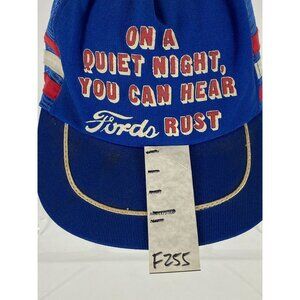 ON A
QUIET NIGHT,
YOU CAN HEAR
Fords RUST
F255